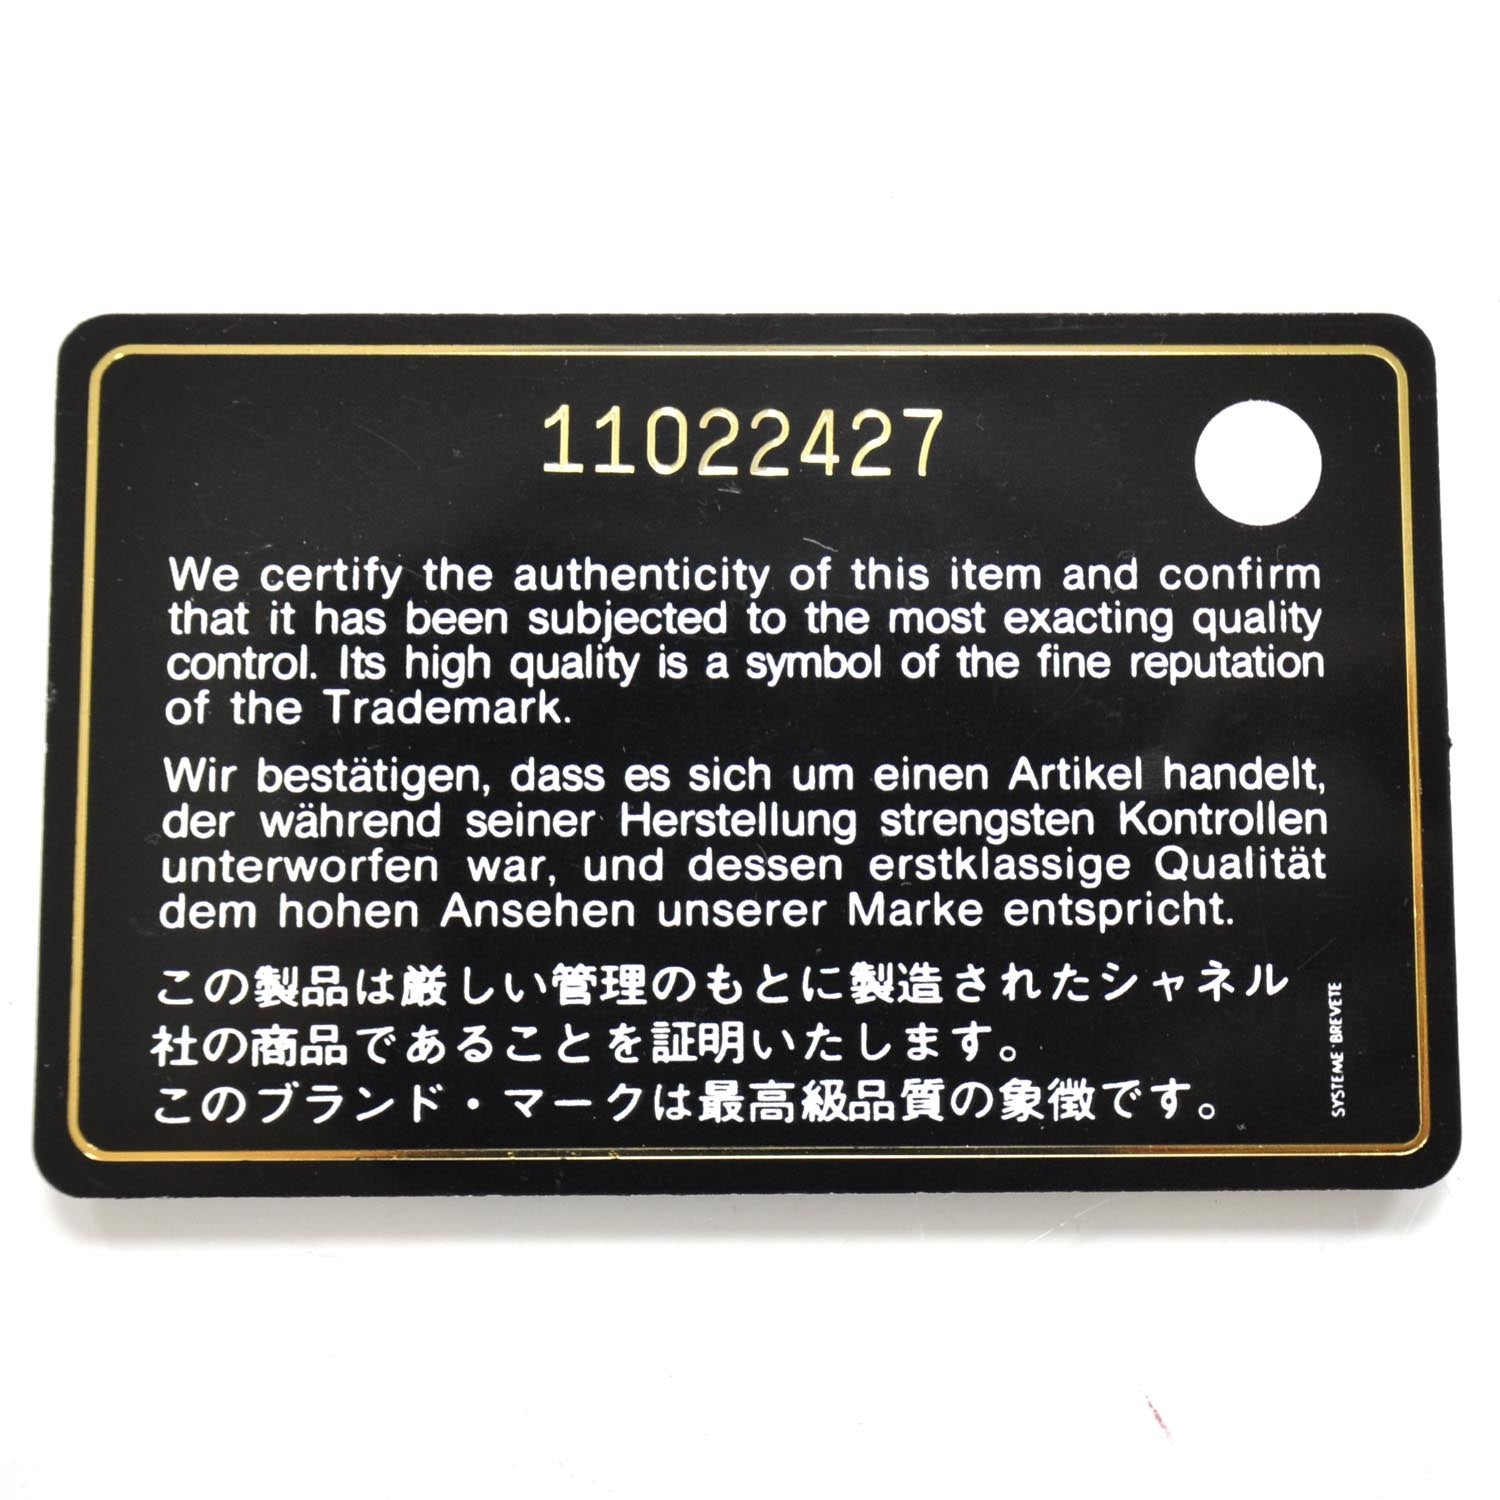 11022427
We certify the authenticity of this item and confirm
that it has been subjected to the most exacting quality
control. Its high quality is a symbol of the fine reputation
of the Trademark.
Wir bestätigen, dass es sich um einen Artikel handelt,
der während seiner Herstellung strengsten Kontrollen
unterworfen war, und dessen erstklassige Qualität
dem hohen Ansehen unserer Marke entspricht.
この製品は厳しい管理のもとに製造されたシャネル
社の商品であることを証明いたします。
このブランド・マークは最高級品質の象徴です。
SYSTEME BREVETE